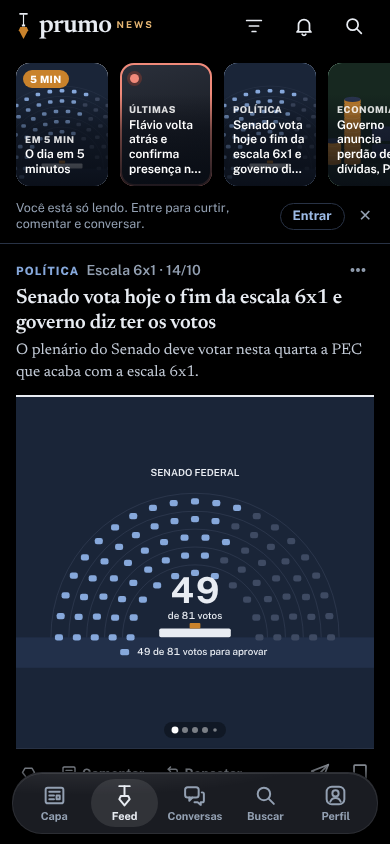 prumo NEWS
5 MIN
EM 5 MIN
O dia em 5
minutos
ÚLTIMAS
Flávio volta
atrás e
confirma
presença n...
POLÍTICA
Senado vota
hoje o fim da
escala 6x1 e
governo di...
ECONOMIA
Governo
anuncia
perdão de
dívidas, P
Você está só lendo. Entre para curtir,
comentar e conversar.
Entrar
POLÍTICA Escala 6x1 · 14/10
Senado vota hoje o fim da escala 6x1 e
governo diz ter os votos
O plenário do Senado deve votar nesta quarta a PEC
que acaba com a escala 6x1.
SENADO FEDERAL
49
de 81 votos
49 de 81 votos para aprovar
Capa Feed Conversas Buscar Perfil